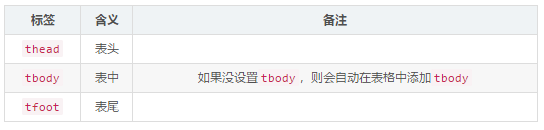 标签 含义 备注
thead 表头
tbody 表中 如果没设置 tbody ，则会自动在表格中添加 tbody
tfoot 表尾